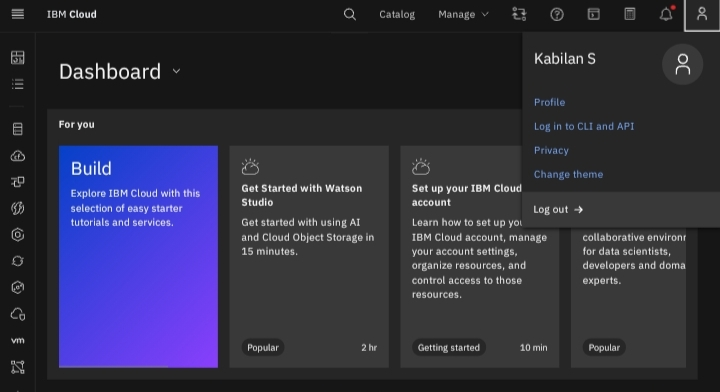 IBM Cloud
Catalog
Manage
Kabilan S
Profile
Log in to CLI and API
Privacy
Change theme
Log out →
Dashboard
For you
Build
Explore IBM Cloud with this
selection of easy starter
tutorials and services.
Get Started with Watson
Studio
Get started with using AI
and Cloud Object Storage in
15 minutes.
Popular
2 hr
Set up your IBM Cloud
account
Learn how to set up
IBM Cloud account, manage
your account settings,
organize resources, and
control access to those
resources.
Getting started
10 min
collaborative
for data scientists,
developers and
experts.
Popular
vm